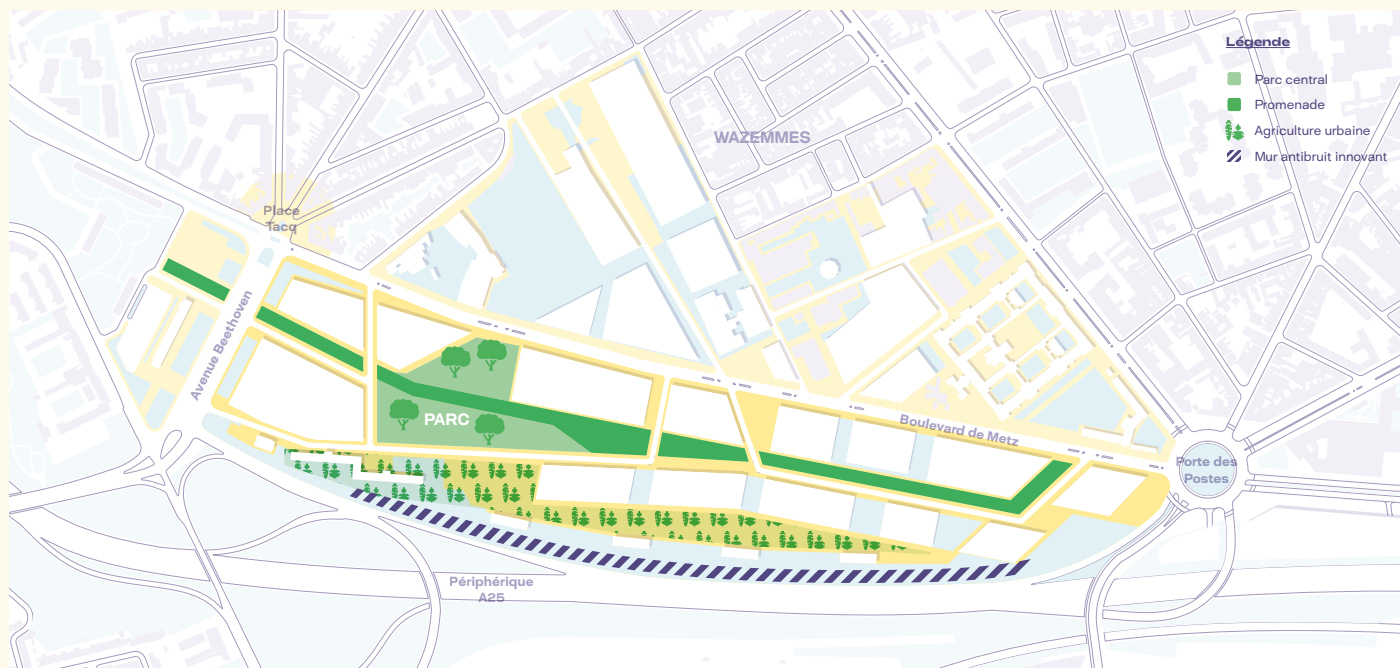 Légende
Parc central
Promenade
Agriculture urbaine
Mur antibruit innovant
WAZEMMES
Place
Tacq
Avenue Beethoven
PARC
Boulevard de Metz
Porte des
Postes
Périphérique
A25